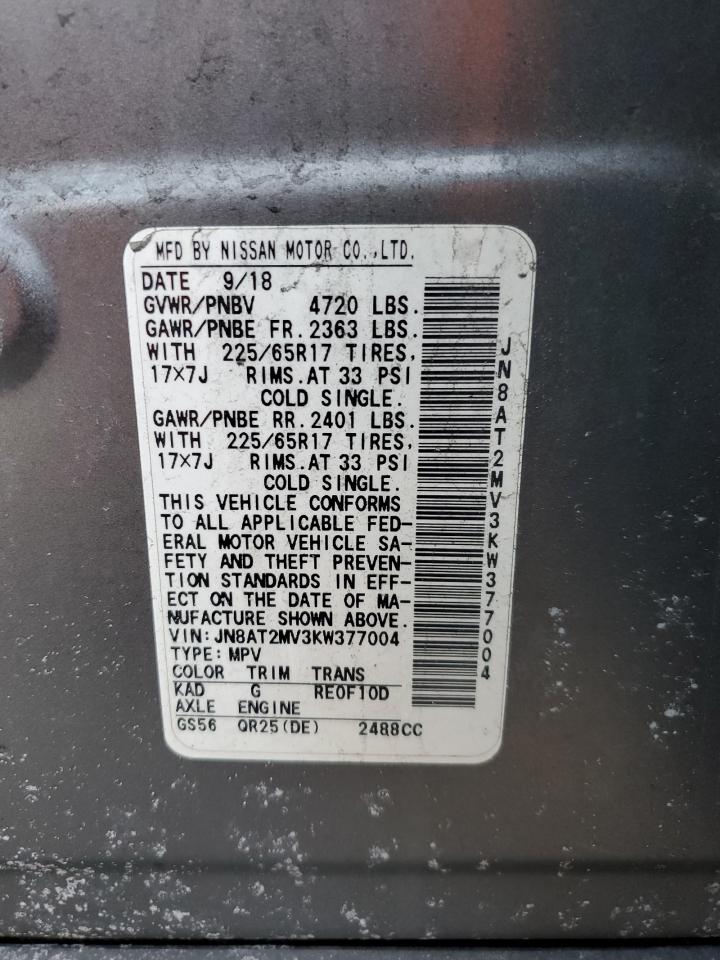 MFD BY NISSAN MOTOR CO.,LTD.
DATE 9/18
GVWR/PNBV 4720 LBS.
GAWR/PNBE FR.2363 LBS.
WITH 225/65R17 TIRES,
17×7J RIMS.AT 33 PSI
COLD SINGLE.
GAWR/PNBE RR.2401 LBS.
WITH 225/65R17 TIRES,
17×7J RIMS.AT 33 PSI
COLD SINGLE.
THIS VEHICLE CONFORMS
TO ALL APPLICABLE FED-
ERAL MOTOR VEHICLE SA-
FETY AND THEFT PREVEN-
TION STANDARDS IN EFF-
ECT ON THE DATE OF MA-
NUFACTURE SHOWN ABOVE.
VIN:JN8AT2MV3KW377004
TYPE:MPV
COLOR TRIM TRANS
KAD G RE0F10D
AXLE ENGINE
GS56 QR25(DE) 2488CC
JN8AT2MV3KW377004